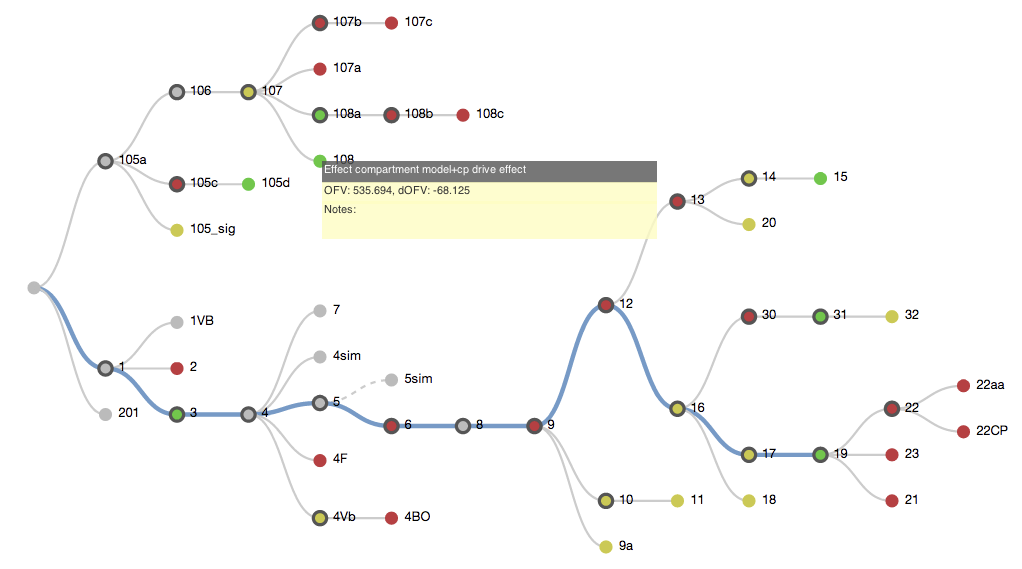 107b
107c
107a
106
107
108a
108b
108c
105a
108
Effect compartment model+cp drive effect
OFV: 535.694, dOFV: -68.125
Notes:
105c
105d
105_sig
14
15
13
20
12
7
1VB
30
31
32
4sim
1
2
5sim
5
22aa
201
3
4
16
22
6
8
9
22CP
4F
17
19
23
10
11
18
21
4Vb
4BO
9a